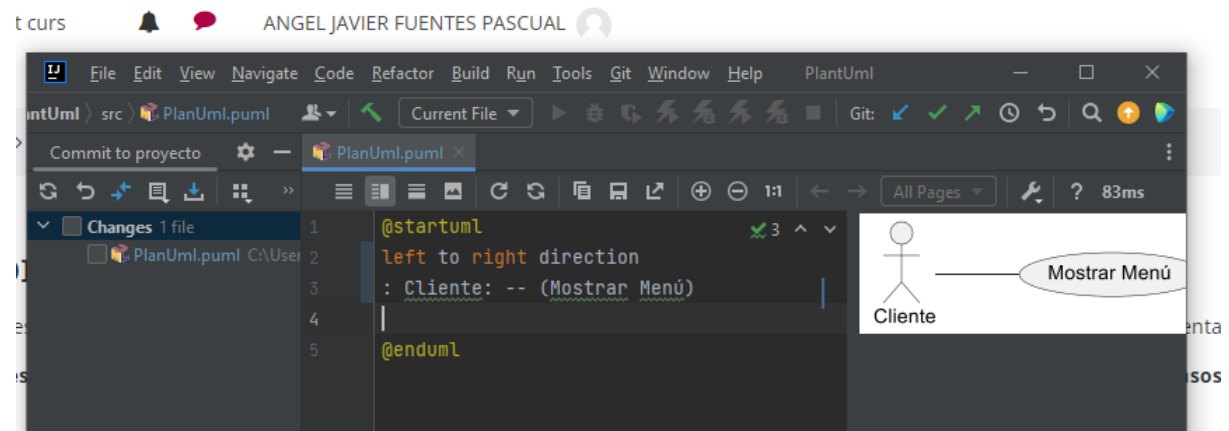 t curs ANGEL JAVIER FUENTES PASCUAL
IJ File Edit View Navigate Code Refactor Build Run Tools Git Window Help PlantUml
ntUml src PlanUml.puml Current File Git:
Commit to proyecto PlanUml.puml
1:1 All Pages ? 83ms
Changes 1 file
PlanUml.puml C:\User
1 @startuml 3
2 left to right direction
3 : Cliente: -- (Mostrar Menú)
4
5 @enduml
Mostrar Menú
Cliente
enta
sos